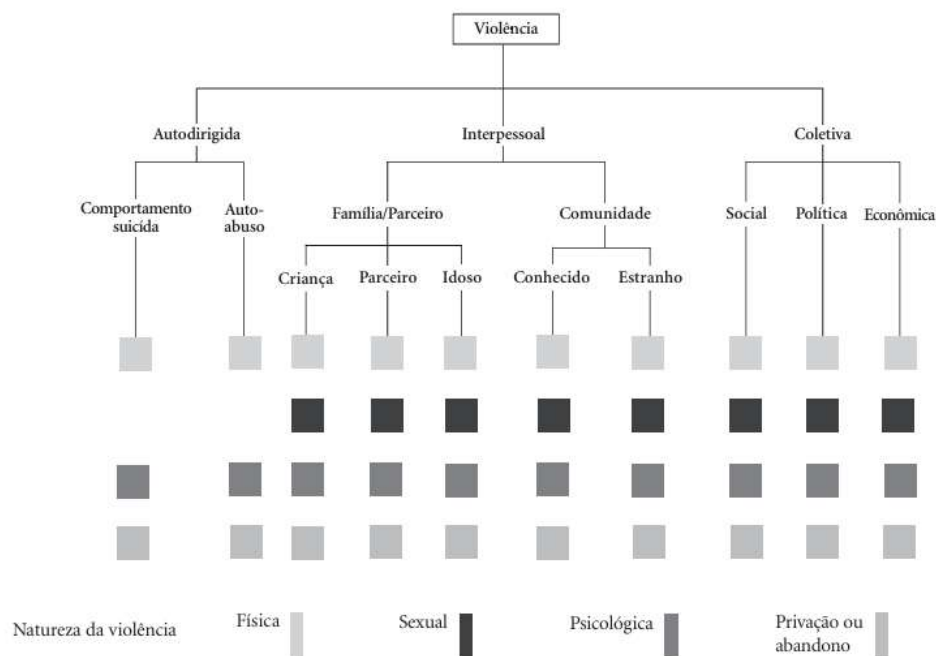 Violência
Autodirigida
Interpessoal
Coletiva
Comportamento
suicída
Auto-
abuso
Família/Parceiro
Comunidade
Social
Política
Econômica
Criança
Parceiro
Idoso
Conhecido
Estranho
Natureza da violência
Física
Sexual
Psicológica
Privação ou
abandono